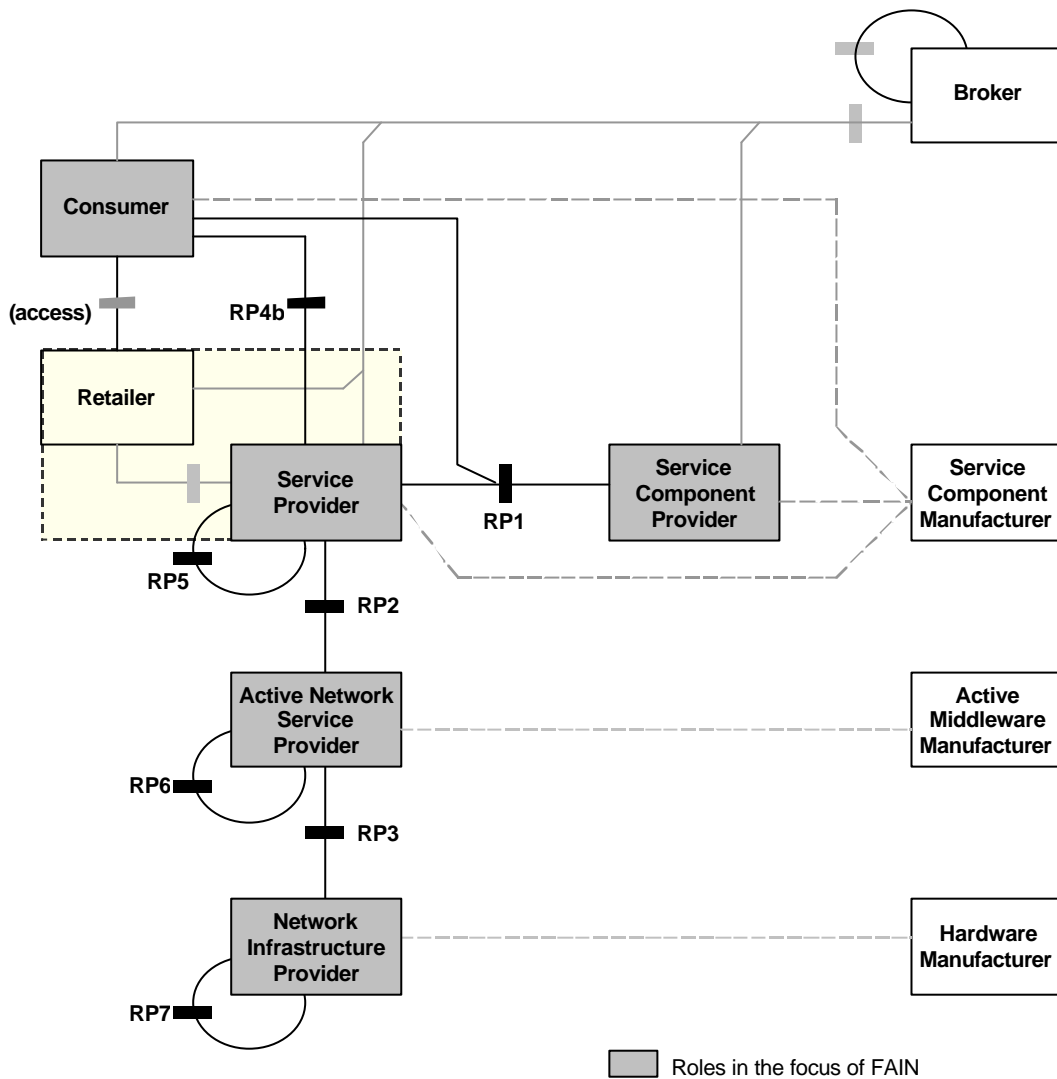 Broker
Consumer
(access)
RP4b
Retailer
Service
Provider
RP1
Service
Component
Provider
Service
Component
Manufacturer
RP5
RP2
Active Network
Service
Provider
Active
Middleware
Manufacturer
RP6
RP3
Network
Infrastructure
Provider
Hardware
Manufacturer
RP7
Roles in the focus of FAIN